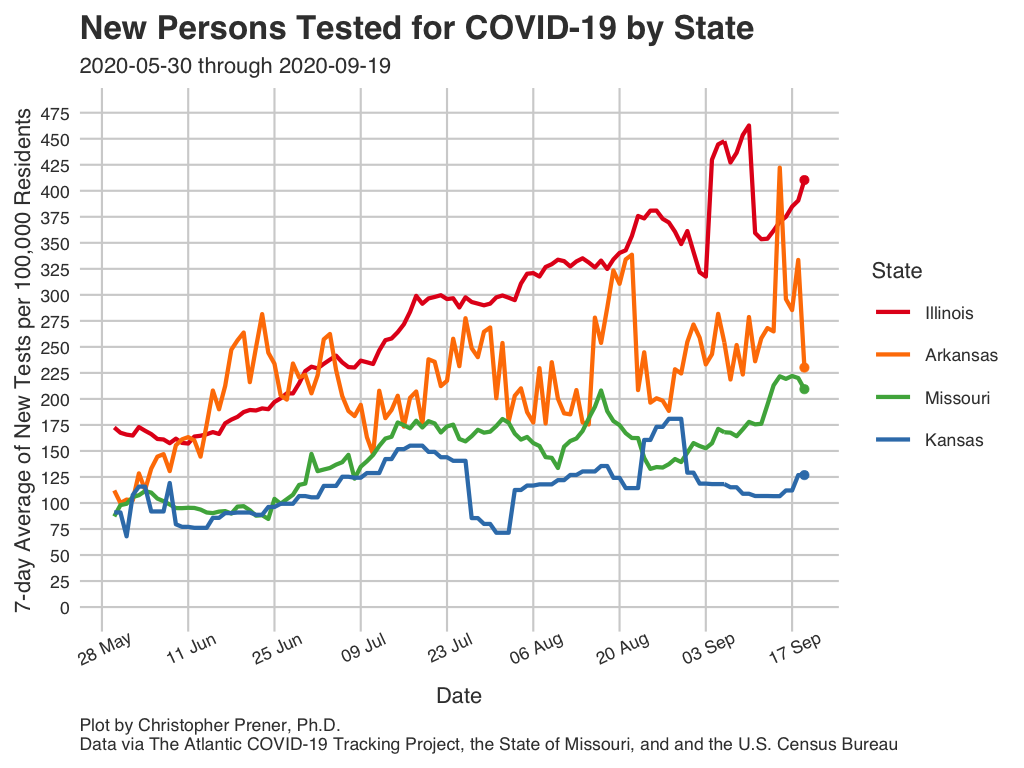 New Persons Tested for COVID-19 by State
2020-05-30 through 2020-09-19
7-day Average of New Tests per 100,000 Residents
475
450
425
400
375
350
325
300
275
250
225
200
175
150
125
100
75
50
25
0
28 May
11 Jun
25 Jun
09 Jul
23 Jul
06 Aug
20 Aug
03 Sep
17 Sep
Date
State
Illinois
Arkansas
Missouri
Kansas
Plot by Christopher Prener, Ph.D.
Data via The Atlantic COVID-19 Tracking Project, the State of Missouri, and and the U.S. Census Bureau